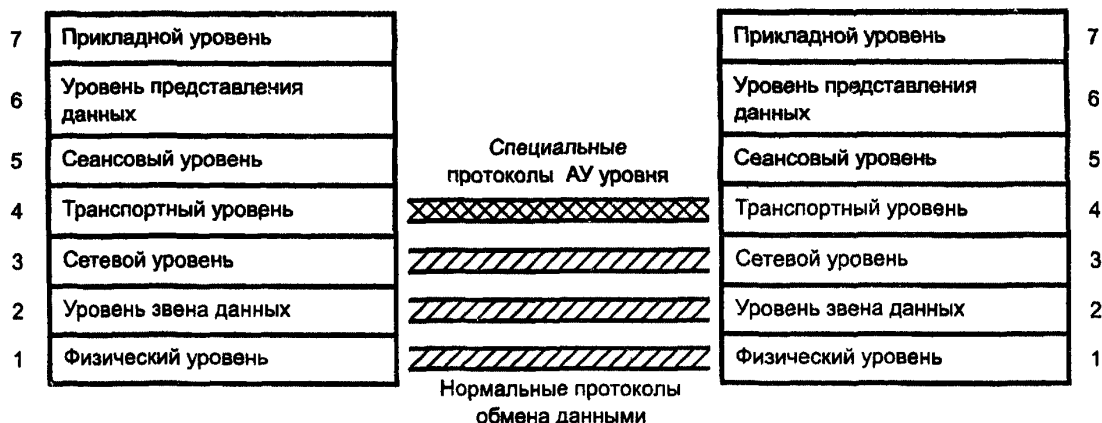 7 Прикладной уровень
6 Уровень представления
данных
5 Сеансовый уровень
4 Транспортный уровень
3 Сетевой уровень
2 Уровень звена данных
1 Физический уровень
Специальные
протоколы АУ уровня
Нормальные протоколы
обмена данными
Прикладной уровень 7
Уровень представления
данных 6
Сеансовый уровень 5
Транспортный уровень 4
Сетевой уровень 3
Уровень звена данных 2
Физический уровень 1